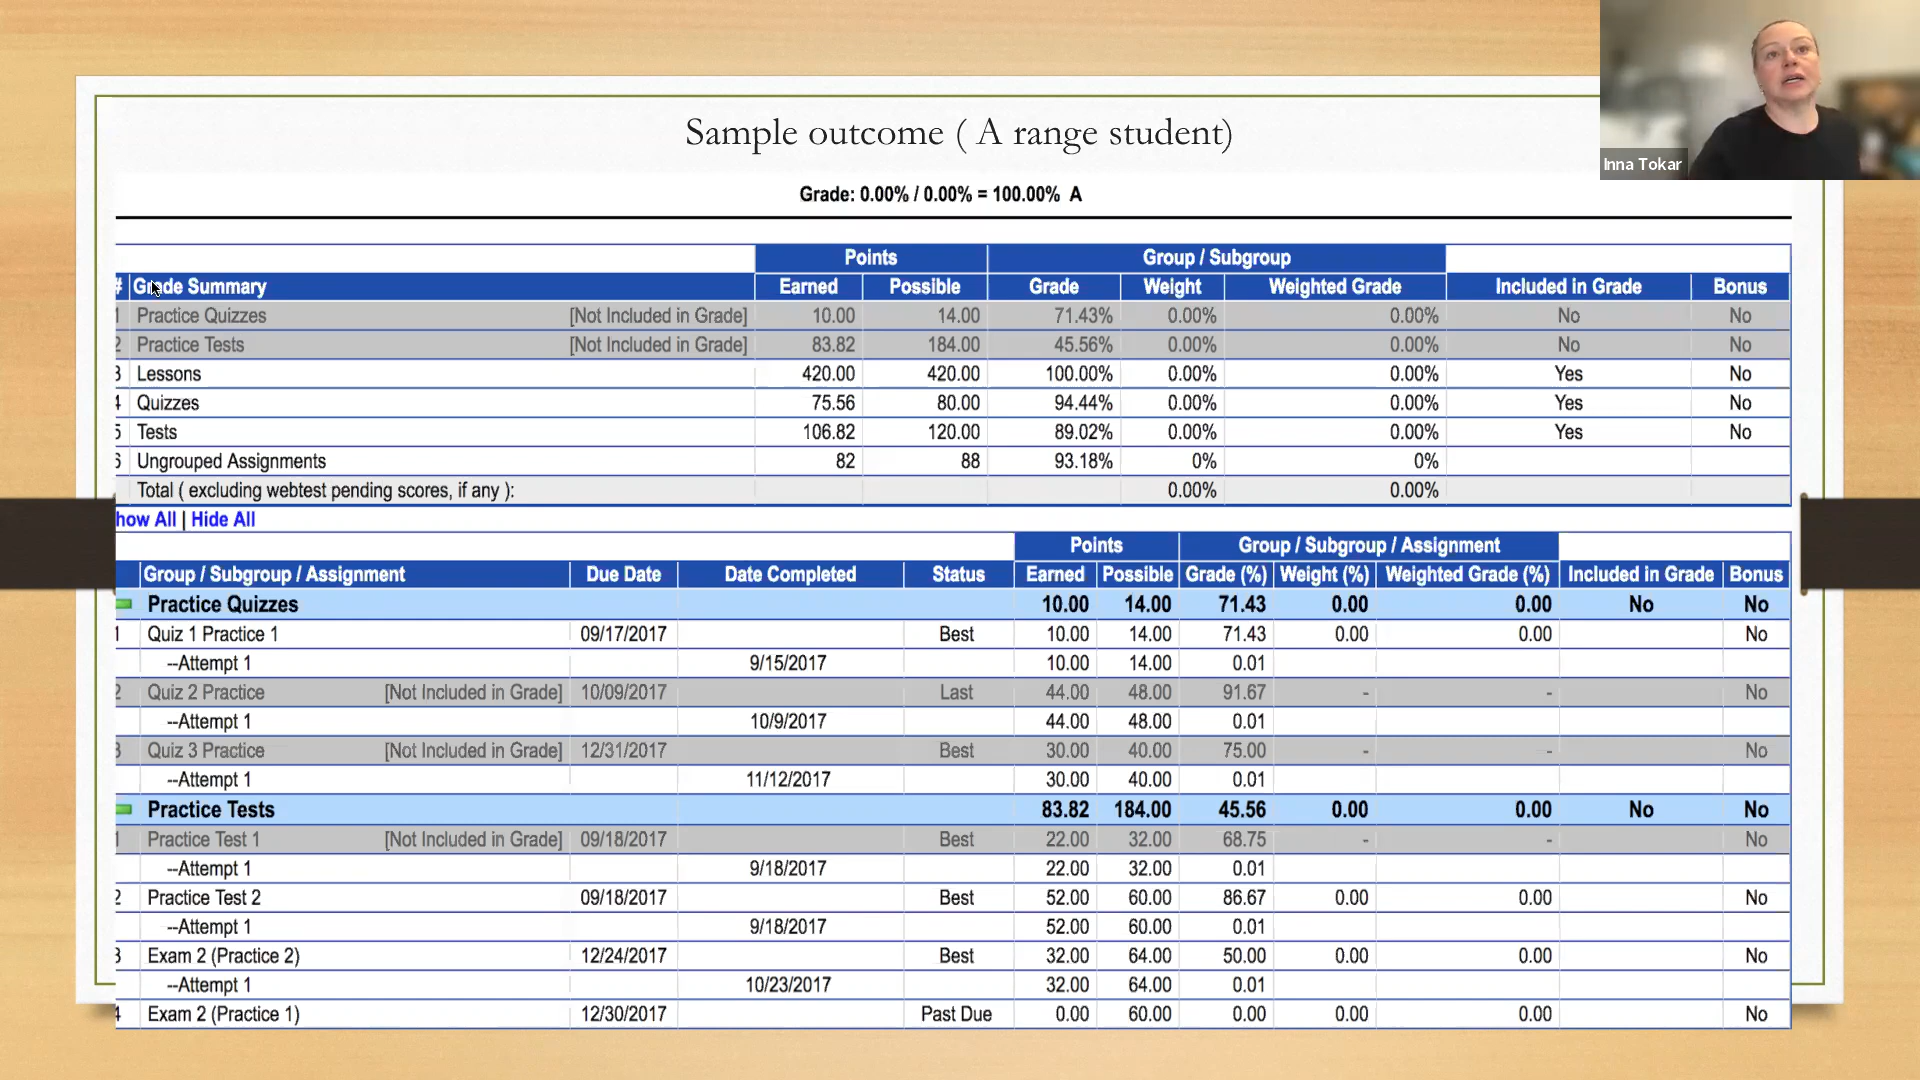 Sample outcome ( A range student)
Inna Tokar
Grade: 0.00% / 0.00% = 100.00% A
Points Group / Subgroup
# Grade Summary Earned Possible Grade Weight Weighted Grade Included in Grade Bonus
1 Practice Quizzes [Not Included in Grade] 10.00 14.00 71.43% 0.00% 0.00% No No
2 Practice Tests [Not Included in Grade] 83.82 184.00 45.56% 0.00% 0.00% No No
3 Lessons 420.00 420.00 100.00% 0.00% 0.00% Yes No
4 Quizzes 75.56 80.00 94.44% 0.00% 0.00% Yes No
5 Tests 106.82 120.00 89.02% 0.00% 0.00% Yes No
6 Ungrouped Assignments 82 88 93.18% 0% 0%
Total ( excluding webtest pending scores, if any ): 0.00% 0.00%
how All | Hide All
Points Group / Subgroup / Assignment
Group / Subgroup / Assignment Due Date Date Completed Status Earned Possible Grade (%) Weight (%) Weighted Grade (%) Included in Grade Bonus
Practice Quizzes 10.00 14.00 71.43 0.00 0.00 No No
1 Quiz 1 Practice 1 09/17/2017 Best 10.00 14.00 71.43 0.00 0.00 No
--Attempt 1 9/15/2017 10.00 14.00 0.01
2 Quiz 2 Practice [Not Included in Grade] 10/09/2017 Last 44.00 48.00 91.67 - - No
--Attempt 1 10/9/2017 44.00 48.00 0.01
3 Quiz 3 Practice [Not Included in Grade] 12/31/2017 Best 30.00 40.00 75.00 - - No
--Attempt 1 11/12/2017 30.00 40.00 0.01
Practice Tests 83.82 184.00 45.56 0.00 0.00 No No
1 Practice Test 1 [Not Included in Grade] 09/18/2017 Best 22.00 32.00 68.75 - - No
--Attempt 1 9/18/2017 22.00 32.00 0.01
2 Practice Test 2 09/18/2017 Best 52.00 60.00 86.67 0.00 0.00 No
--Attempt 1 9/18/2017 52.00 60.00 0.01
3 Exam 2 (Practice 2) 12/24/2017 Best 32.00 64.00 50.00 0.00 0.00 No
--Attempt 1 10/23/2017 32.00 64.00 0.01
4 Exam 2 (Practice 1) 12/30/2017 Past Due 0.00 60.00 0.00 0.00 0.00 No